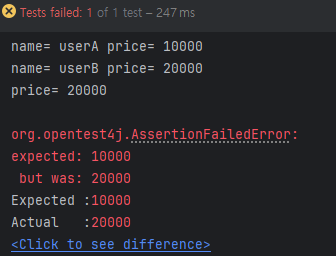 Tests failed: 1 of 1 test – 247 ms
name= userA price= 10000
name= userB price= 20000
price= 20000
org.opentest4j.AssertionFailedError:
expected: 10000
 but was: 20000
Expected :10000
Actual   :20000
<Click to see difference>